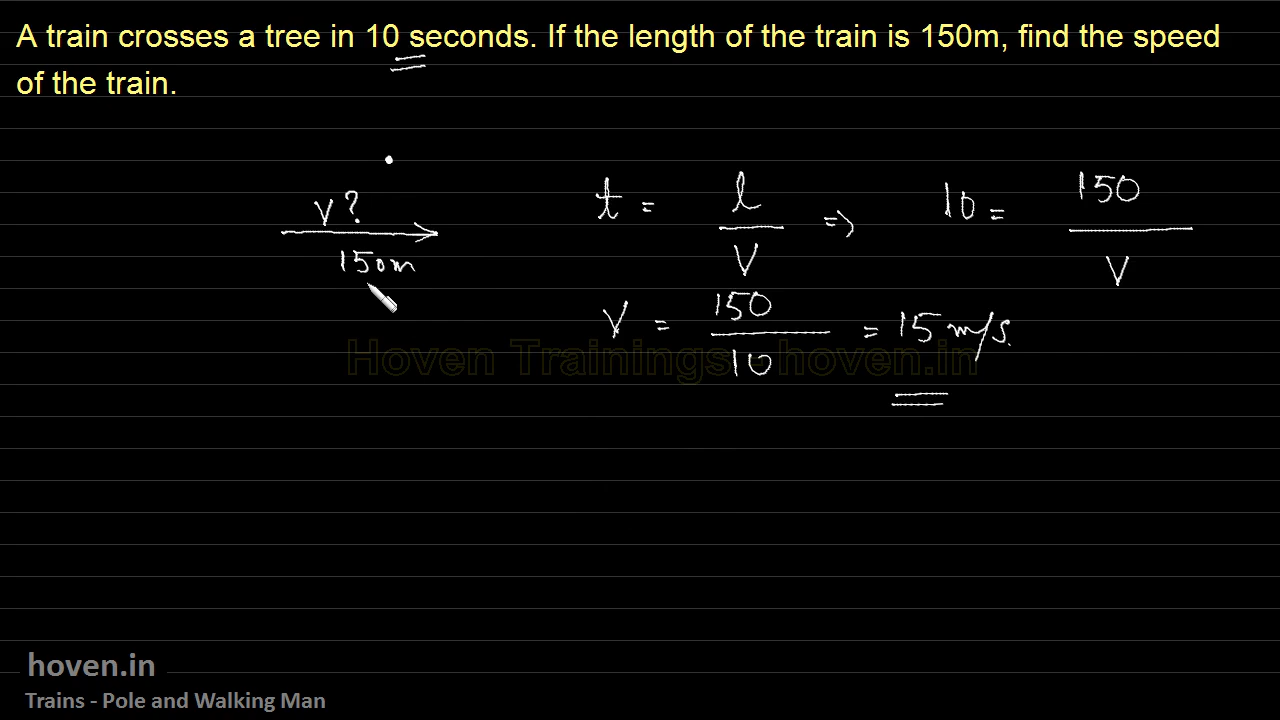 A train crosses a tree in 10 seconds. If the length of the train is 150m, find the speed
of the train.
V?
150m
t = l/V => 10 = 150/V
V = 150/10 = 15 m/s.
Hoven Trainings - hoven.in
hoven.in
Trains - Pole and Walking Man